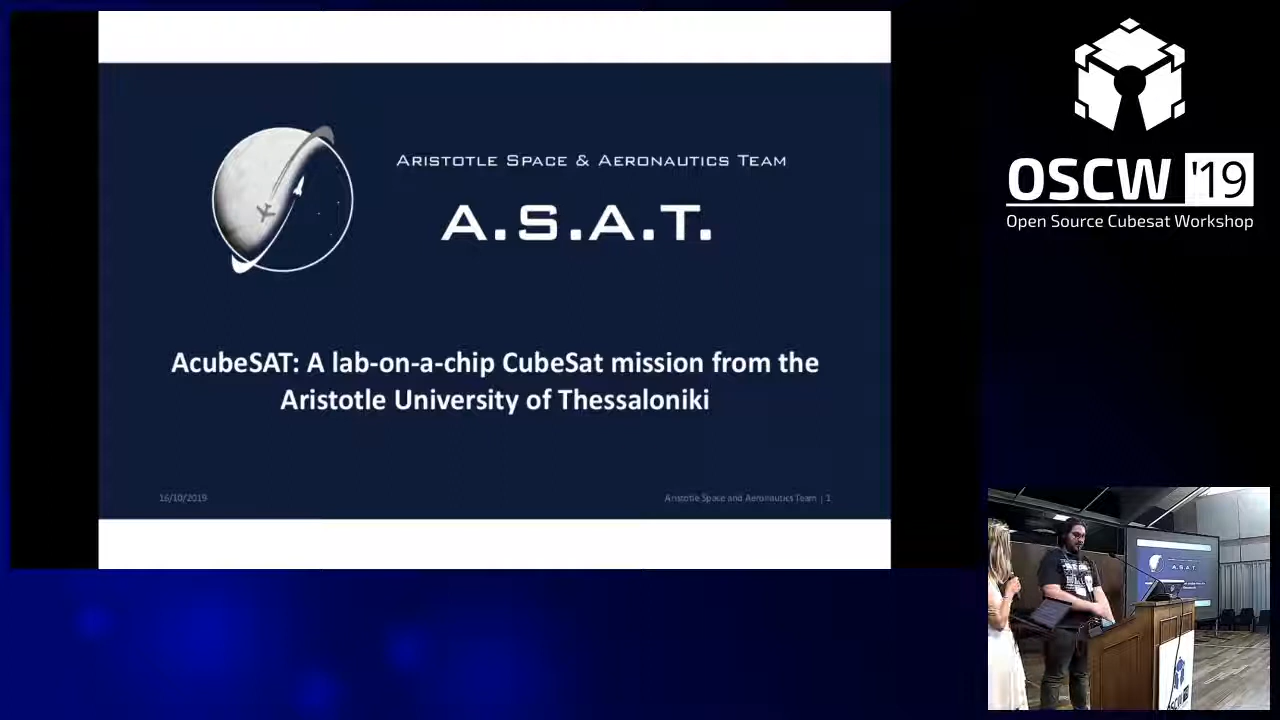 ARISTOTLE SPACE & AERONAUTICS TEAM
A.S.A.T.
AcubeSAT: A lab-on-a-chip CubeSat mission from the
Aristotle University of Thessaloniki
16/10/2019
Aristotle Space and Aeronautics Team | 1
OSCW '19
Open Source Cubesat Workshop
A.S.A.T
OSCW